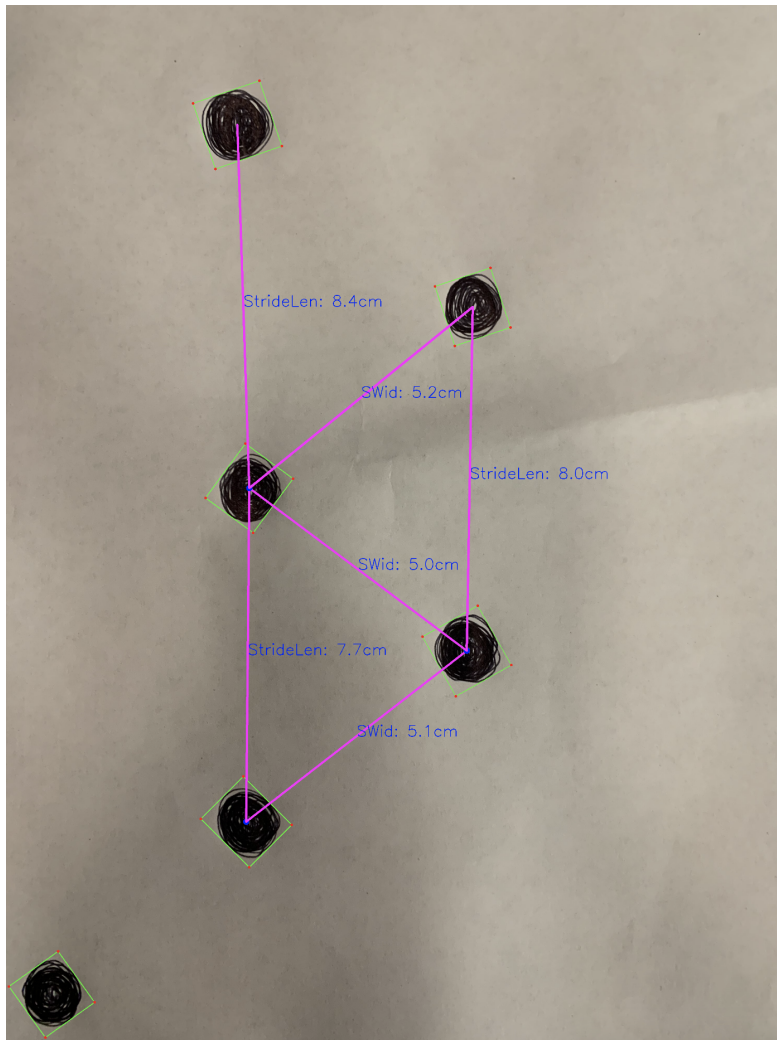 StrideLen: 8.4cm
SWid: 5.2cm
StrideLen: 8.0cm
SWid: 5.0cm
StrideLen: 7.7cm
SWid: 5.1cm